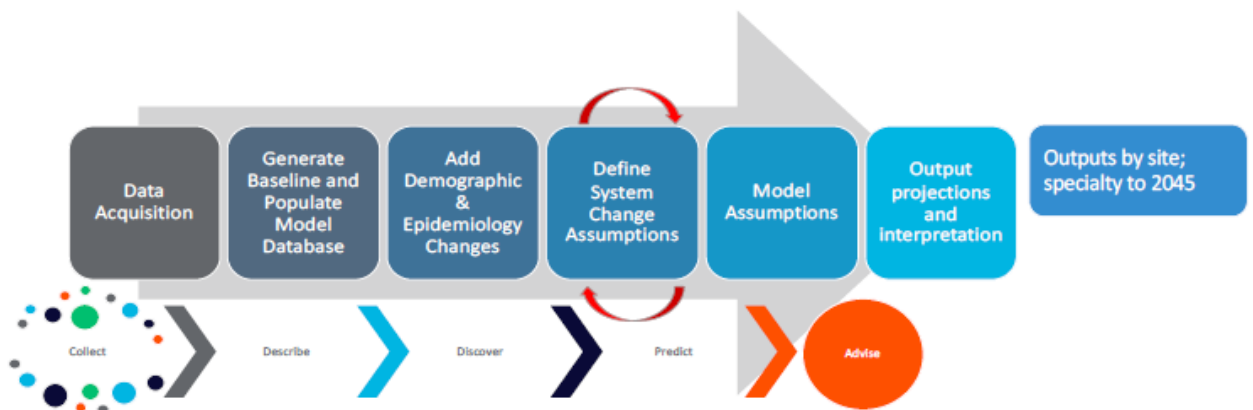 Data
Acquisition
Generate
Baseline and
Populate
Model
Database
Add
Demographic
&
Epidemiology
Changes
Define
System
Change
Assumptions
Model
Assumptions
Output
projections
and
interpretation
Outputs by site;
specialty to 2045
Collect
Describe
Discover
Predict
Advise